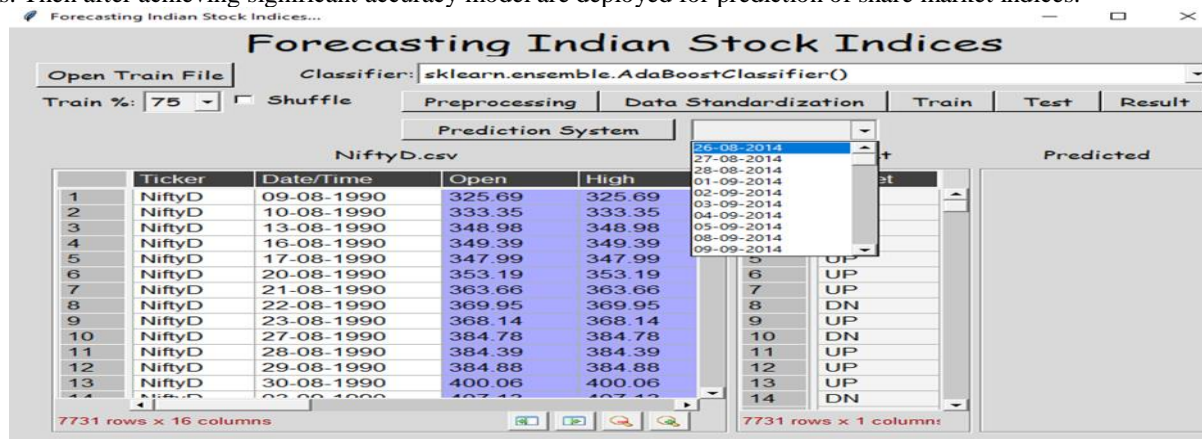 s. Then after achieving significant accuracy model are deployed for prediction of share market indices.
Forecasting Indian Stock Indices...
Forecasting Indian Stock Indices
Open Train File Classifier: sklearn.ensemble.AdaBoostClassifier()
Train %: 75 Shuffle Preprocessing Data Standardization Train Test Result
Prediction System
NiftyD.csv Predicted
26-08-2014
27-08-2014
28-08-2014
01-09-2014
02-09-2014
03-09-2014
04-09-2014
05-09-2014
08-09-2014
09-09-2014
Ticker Date/Time Open High
1 NiftyD 09-08-1990 325.69 325.69
2 NiftyD 10-08-1990 333.35 333.35
3 NiftyD 13-08-1990 348.98 348.98
4 NiftyD 16-08-1990 349.39 349.39
5 NiftyD 17-08-1990 347.99 347.99
6 NiftyD 20-08-1990 353.19 353.19
7 NiftyD 21-08-1990 363.66 363.66
8 NiftyD 22-08-1990 369.95 369.95
9 NiftyD 23-08-1990 368.14 368.14
10 NiftyD 27-08-1990 384.78 384.78
11 NiftyD 28-08-1990 384.39 384.39
12 NiftyD 29-08-1990 384.88 384.88
13 NiftyD 30-08-1990 400.06 400.06
7731 rows x 16 columns
5 UP
6 UP
7 UP
8 DN
9 UP
10 DN
11 UP
12 UP
13 UP
14 DN
7731 rows x 1 column